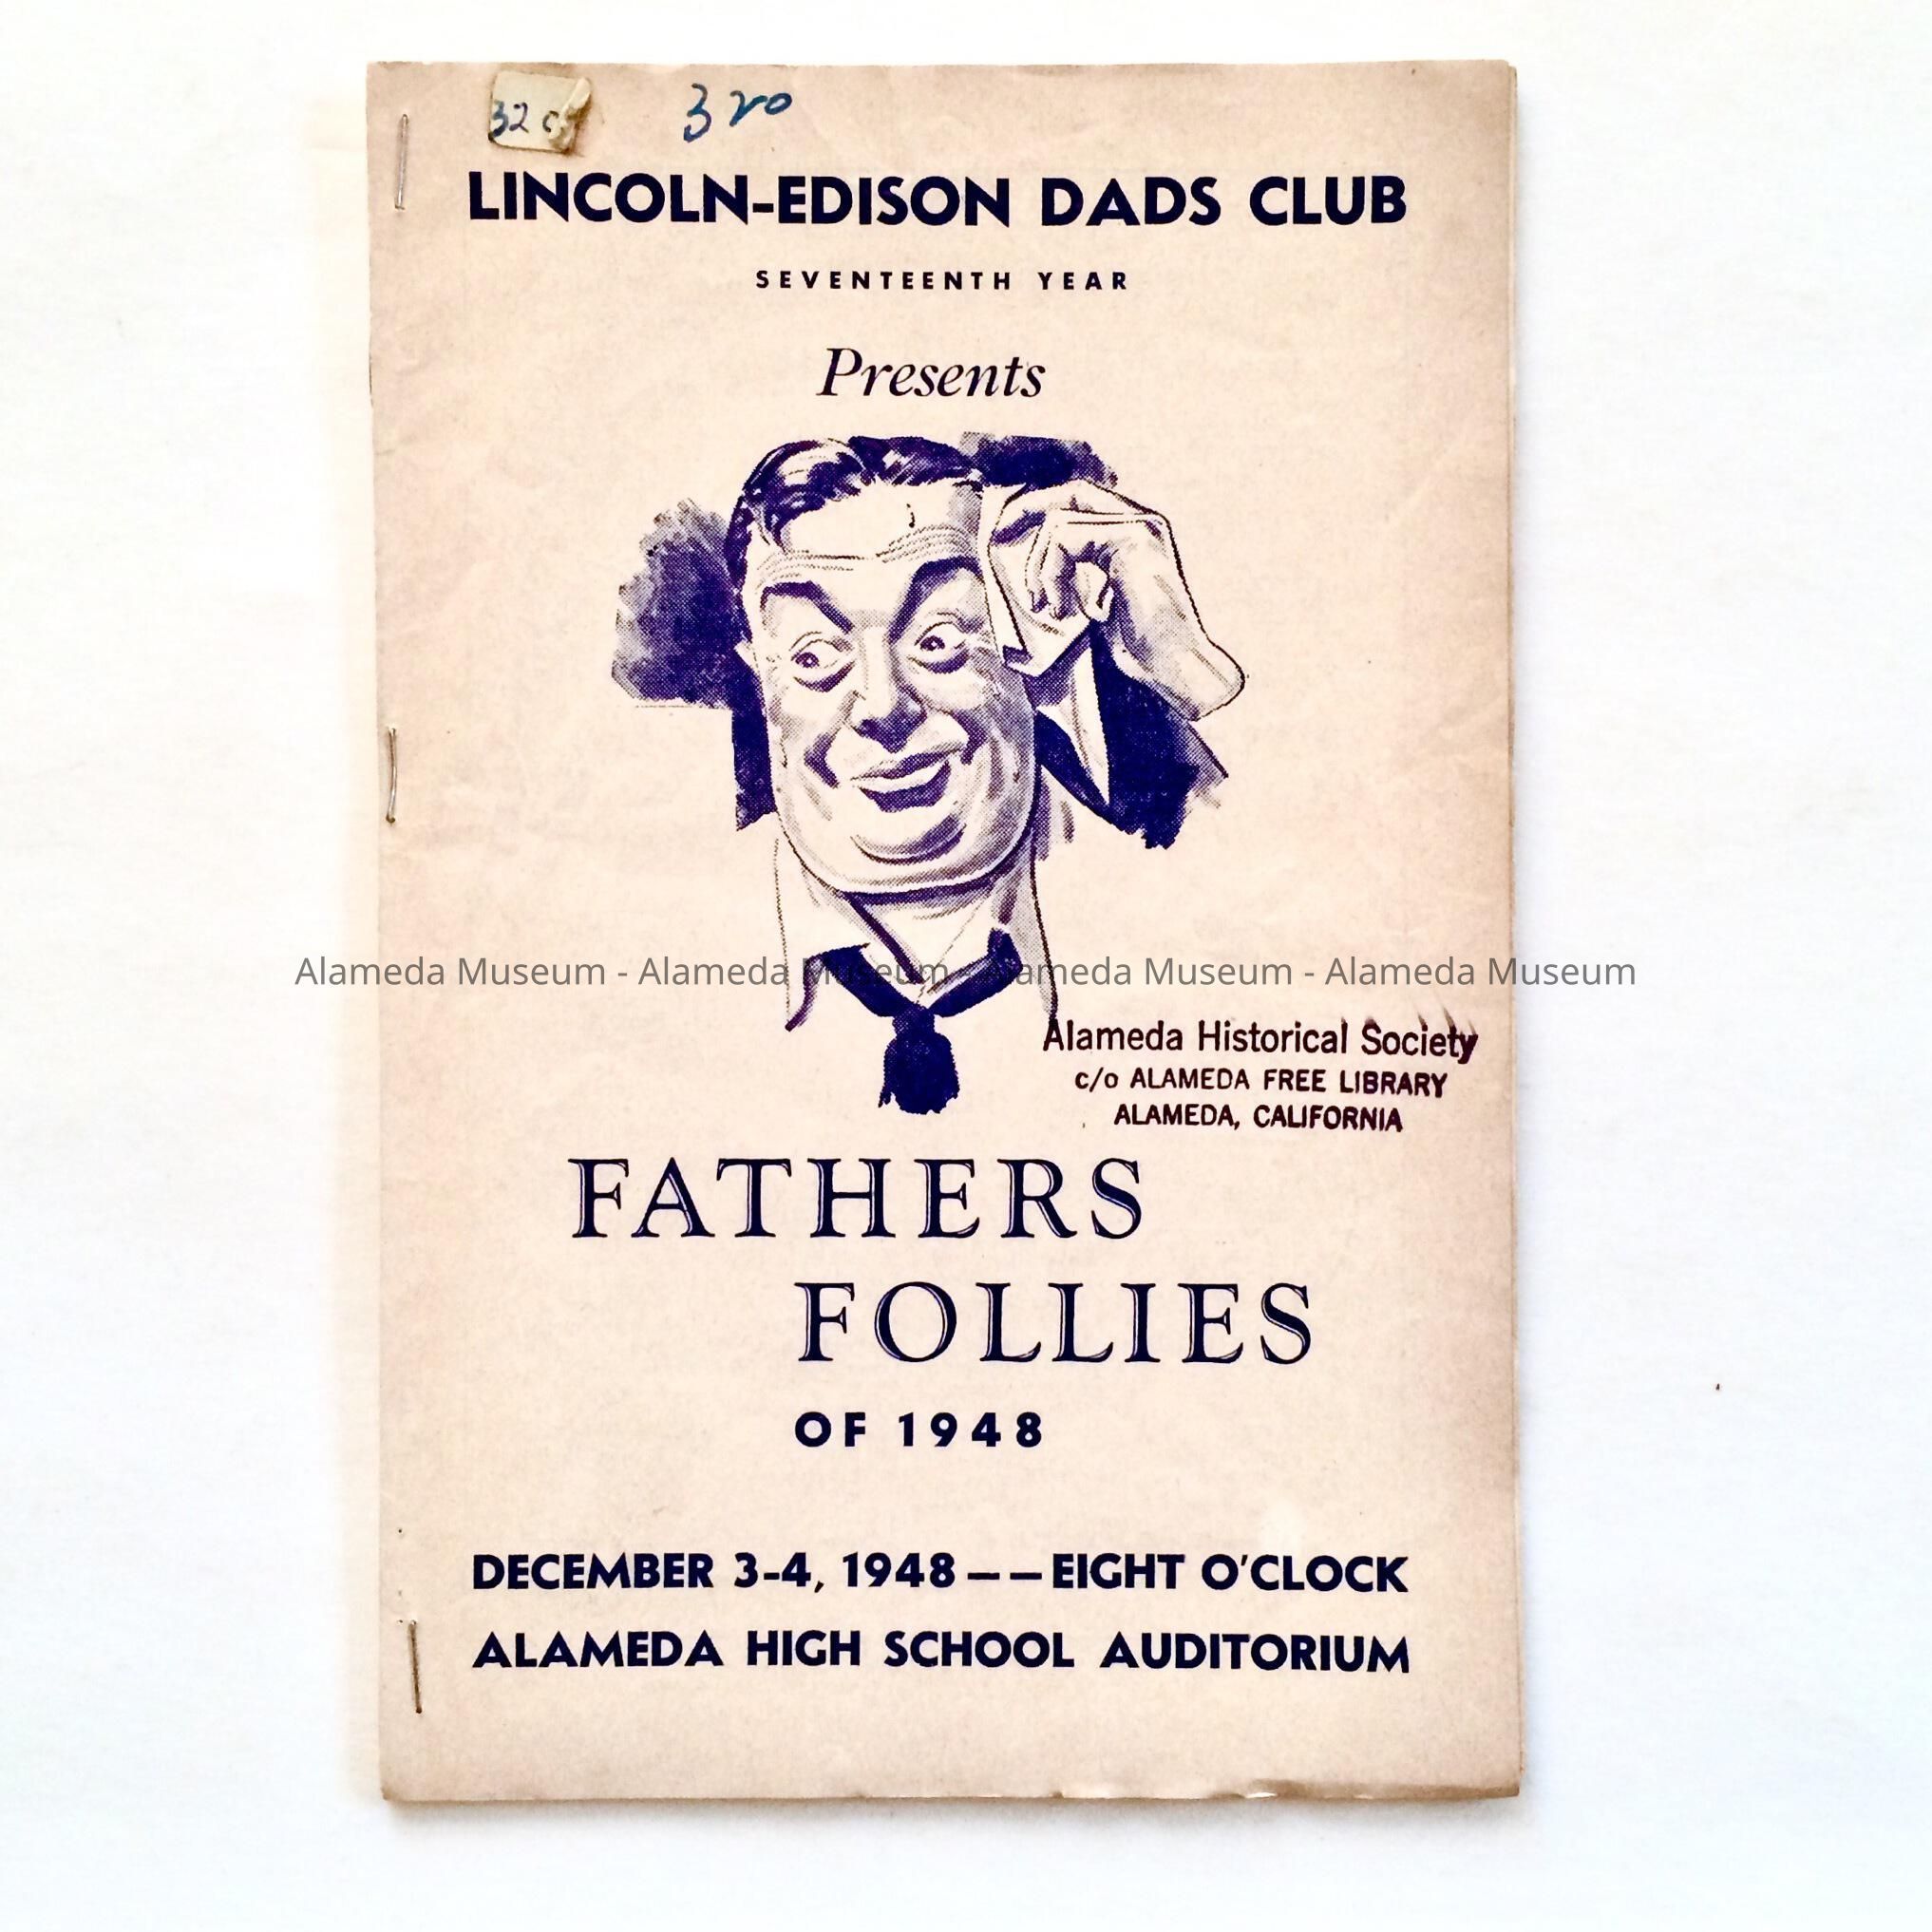 320
LINCOLN-EDISON DADS CLUB
SEVENTEENTH YEAR
Presents
Alameda Museum - Alameda Museum - Alameda Museum - Alameda Museum
Alameda Historical Society
c/o ALAMEDA FREE LIBRARY
ALAMEDA, CALIFORNIA
FATHERS
FOLLIES
OF 1948
DECEMBER 3-4, 1948 — — EIGHT O'CLOCK
ALAMEDA HIGH SCHOOL AUDITORIUM